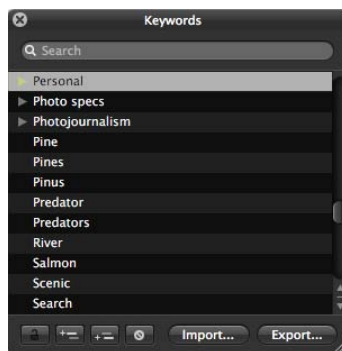 Keywords
Search
Personal
Photo specs
Photojournalism
Pine
Pines
Pinus
Predator
Predators
River
Salmon
Scenic
Search
Import... Export...